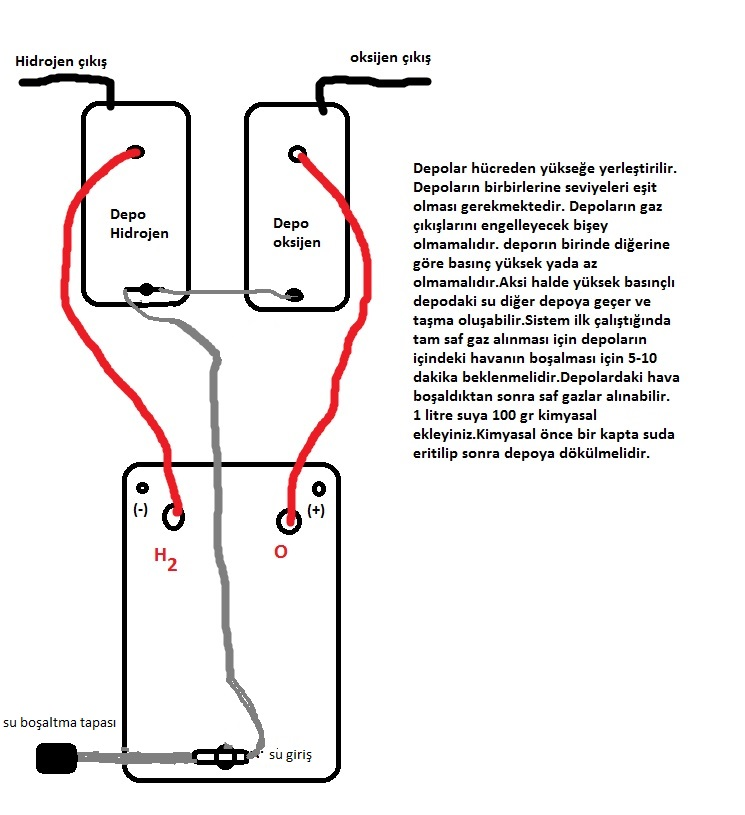 Hidrojen çıkış
oksijen çıkış
Depo
Hidrojen
Depo
oksijen
Depolar hücreden yükseğe yerleştirilir.
Depoların birbirlerine seviyeleri eşit
olması gerekmektedir. Depoların gaz
çıkışlarını engelleyecek bişey
olmamalıdır. deporın birinde diğerine
göre basınç yüksek yada az
olmamalıdır.Aksi halde yüksek basınçlı
depodaki su diğer depoya geçer ve
taşma oluşabilir.Sistem ilk çalıştığında
tam saf gaz alınması için depoların
içindeki havanın boşalması için 5-10
dakika beklenmelidir.Depolardaki hava
boşaldıktan sonra saf gazlar alınabilir.
1 litre suya 100 gr kimyasal
ekleyiniz.Kimyasal önce bir kapta suda
eritilip sonra depoya dökülmelidir.
(-)
(+)
H2
O
su boşaltma tapası
su giriş